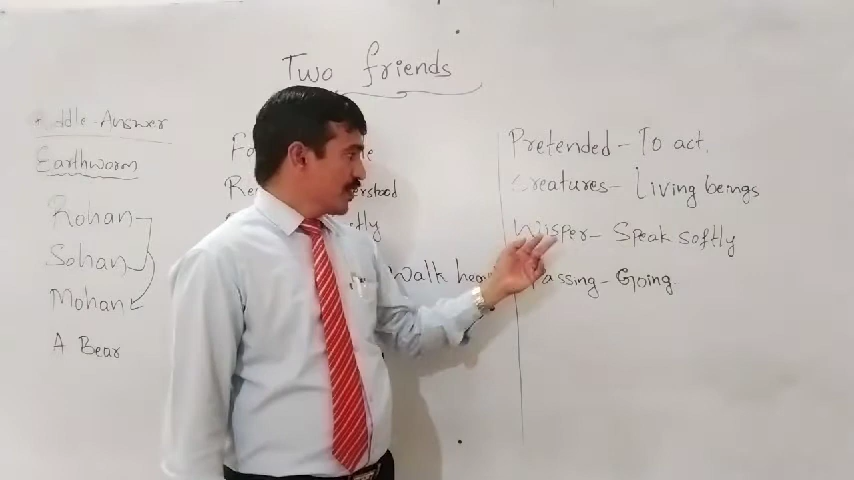 Two friends
Riddle-Answer
Earthworm
Rohan
Sohan
Mohan
A Bear
Walk
Pretended - To act.
Creatures - Living beings
Wisper - Speak softly
Passing - Going